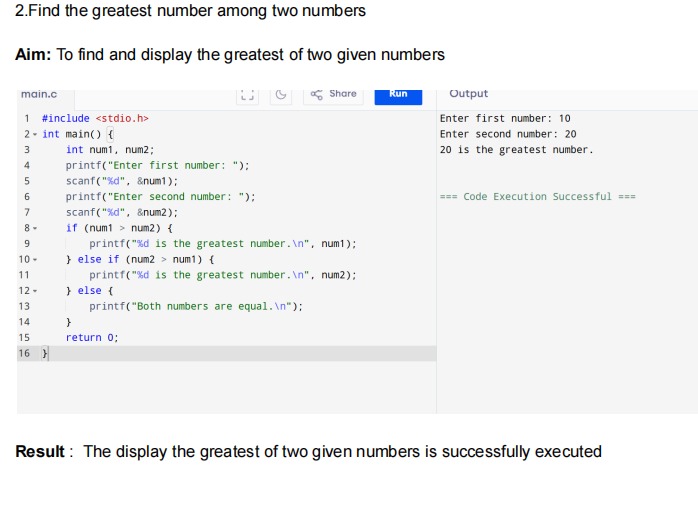 2.Find the greatest number among two numbers
Aim: To find and display the greatest of two given numbers
main.c
Share
Run
Output
1 #include <stdio.h>
2 int main() {
3 int num1, num2;
4 printf("Enter first number: ");
5 scanf("%d", &num1);
6 printf("Enter second number: ");
7 scanf("%d", &num2);
8 if (num1 > num2) {
9 printf("%d is the greatest number.\n", num1);
10 } else if (num2 > num1) {
11 printf("%d is the greatest number.\n", num2);
12 } else {
13 printf("Both numbers are equal.\n");
14 }
15 return 0;
16 }
Enter first number: 10
Enter second number: 20
20 is the greatest number.
=== Code Execution Successful ===
Result : The display the greatest of two given numbers is successfully executed